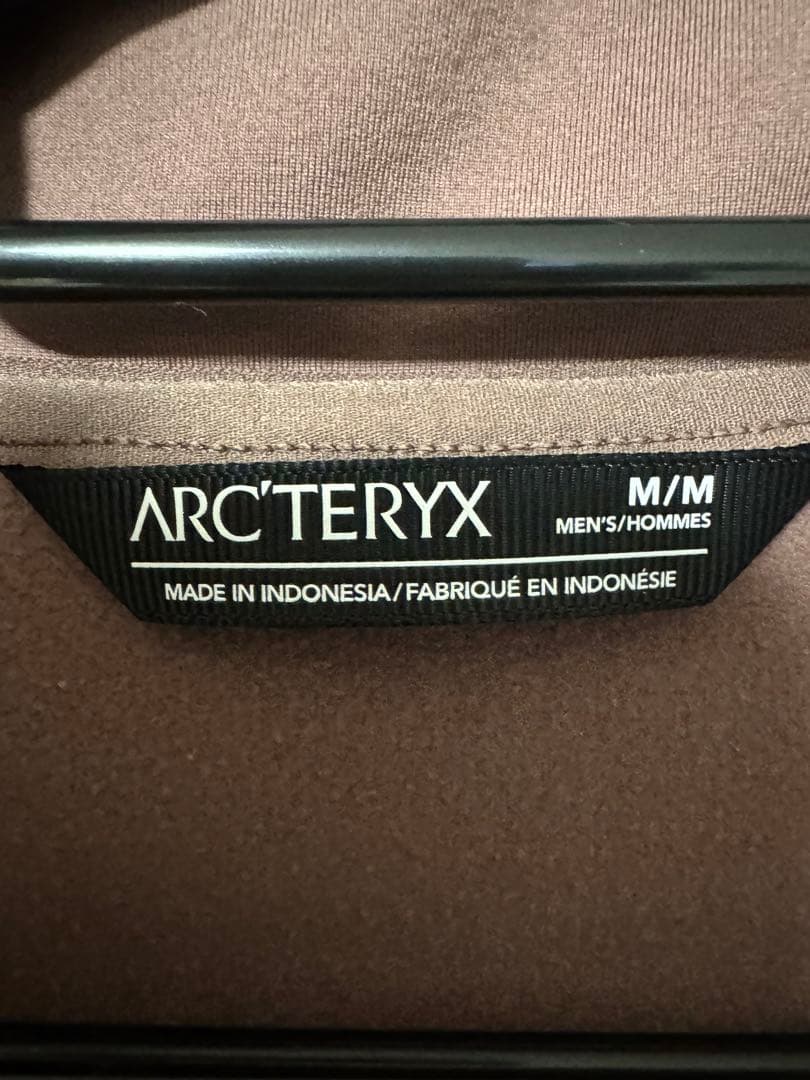 ARC'TERYX
M/M
MEN'S/HOMMES
MADE IN INDONESIA/FABRIQUÉ EN INDONÉSIE